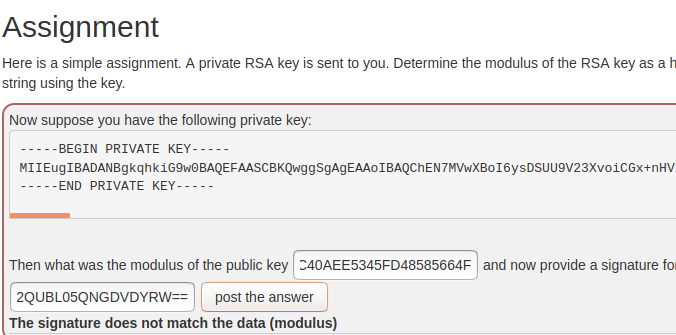 Assignment
Here is a simple assignment. A private RSA key is sent to you. Determine the modulus of the RSA key as a h
string using the key.
Now suppose you have the following private key:
-----BEGIN PRIVATE KEY-----
MIIEugIBADANBgkqhkiG9w0BAQEFAASCBKQwggSgAgEAAoIBAQChEN7MVwXBoI6ysDSUU9V23XvoiCGx+nHV
-----END PRIVATE KEY-----
Then what was the modulus of the public key C40AEE5345FD48585664F and now provide a signature fo
2QUBL05QNGDVDYRW== post the answer
The signature does not match the data (modulus)